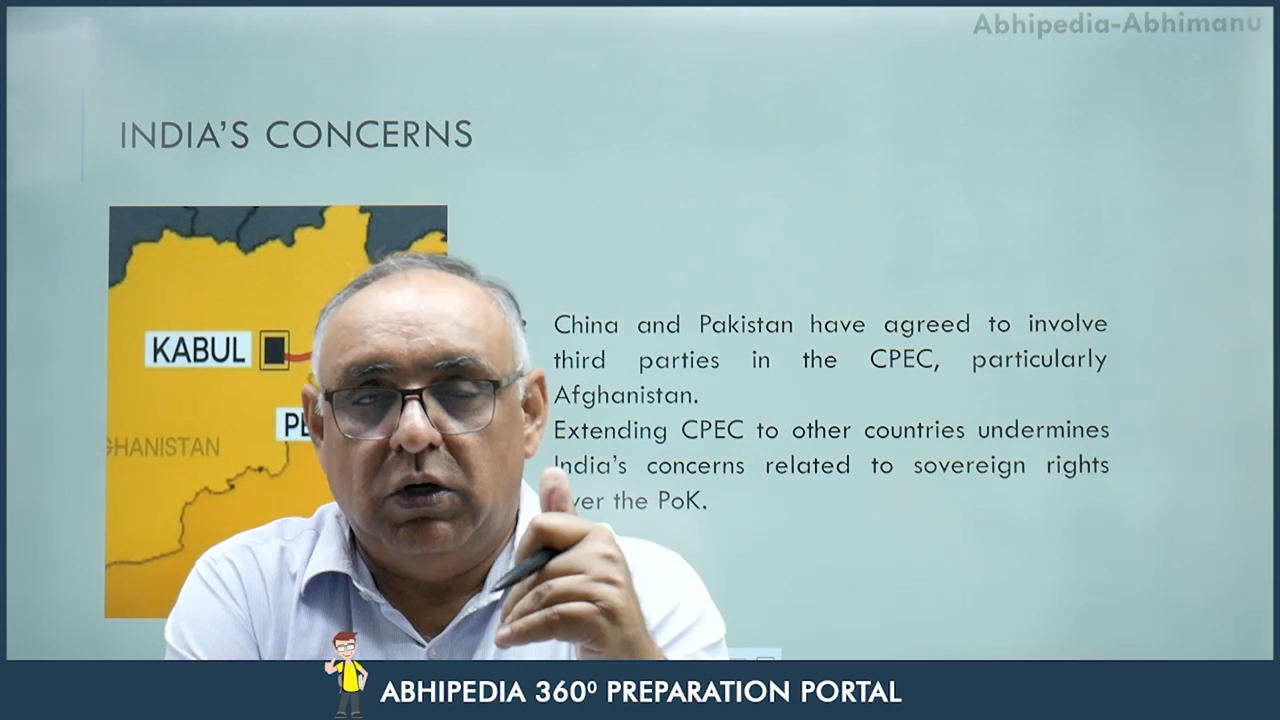 Abhipedia-Abhimanu
INDIA'S CONCERNS
KABUL
GHANISTAN
China and Pakistan have agreed to involve
third parties in the CPEC, particularly
Afghanistan.
Extending CPEC to other countries undermines
India's concerns related to sovereign rights
over the PoK.
ABHIPEDIA 360⁰ PREPARATION PORTAL